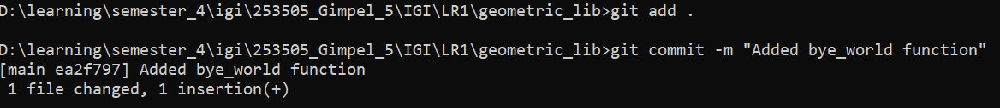 D:\learning\semester_4\igi\253505_Gimpel_5\IGI\LR1\geometric_lib>git add .
D:\learning\semester_4\igi\253505_Gimpel_5\IGI\LR1\geometric_lib>git commit -m "Added bye_world function"
[main ea2f797] Added bye_world function
 1 file changed, 1 insertion(+)